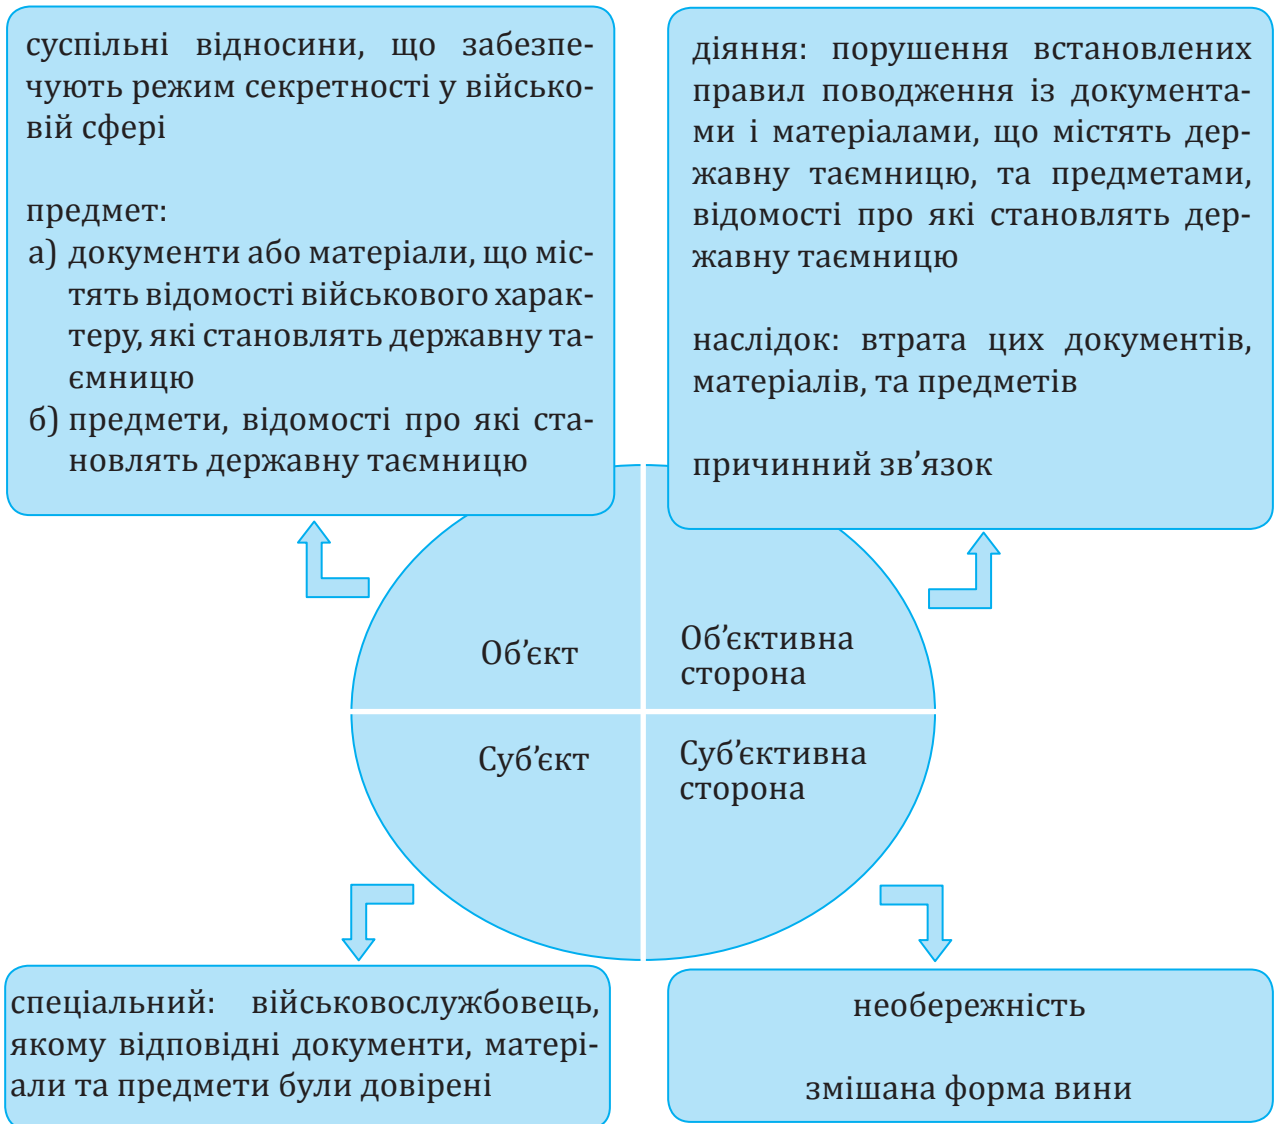 суспільні відносини, що забезпе-
чують режим секретності у військо-
вій сфері
предмет:
а) документи або матеріали, що міс-
тять відомості військового харак-
теру, які становлять державну та-
ємницю
б) предмети, відомості про які ста-
новлять державну таємницю
діяння: порушення встановлених
правил поводження із документа-
ми і матеріалами, що містять дер-
жавну таємницю, та предметами,
відомості про які становлять дер-
жавну таємницю
наслідок: втрата цих документів,
матеріалів, та предметів
причинний зв’язок
Об’єкт
Об’єктивна
сторона
Суб’єкт
Суб’єктивна
сторона
спеціальний: військовослужбовець,
якому відповідні документи, матері-
али та предмети були довірені
необережність
змішана форма вини